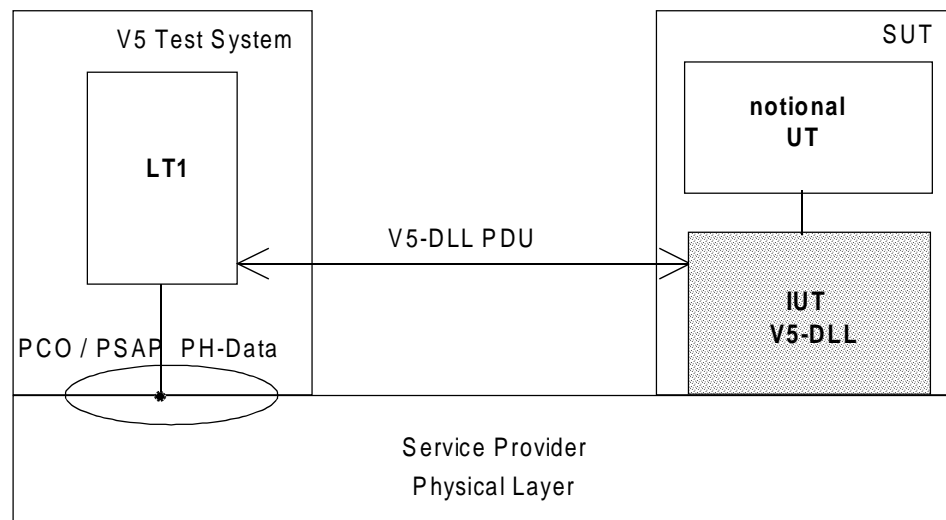 V5 Test System
SUT
LT1
notional
UT
V5-DLL PDU
IUT
V5-DLL
PCO / PSAP PH-Data
Service Provider
Physical Layer